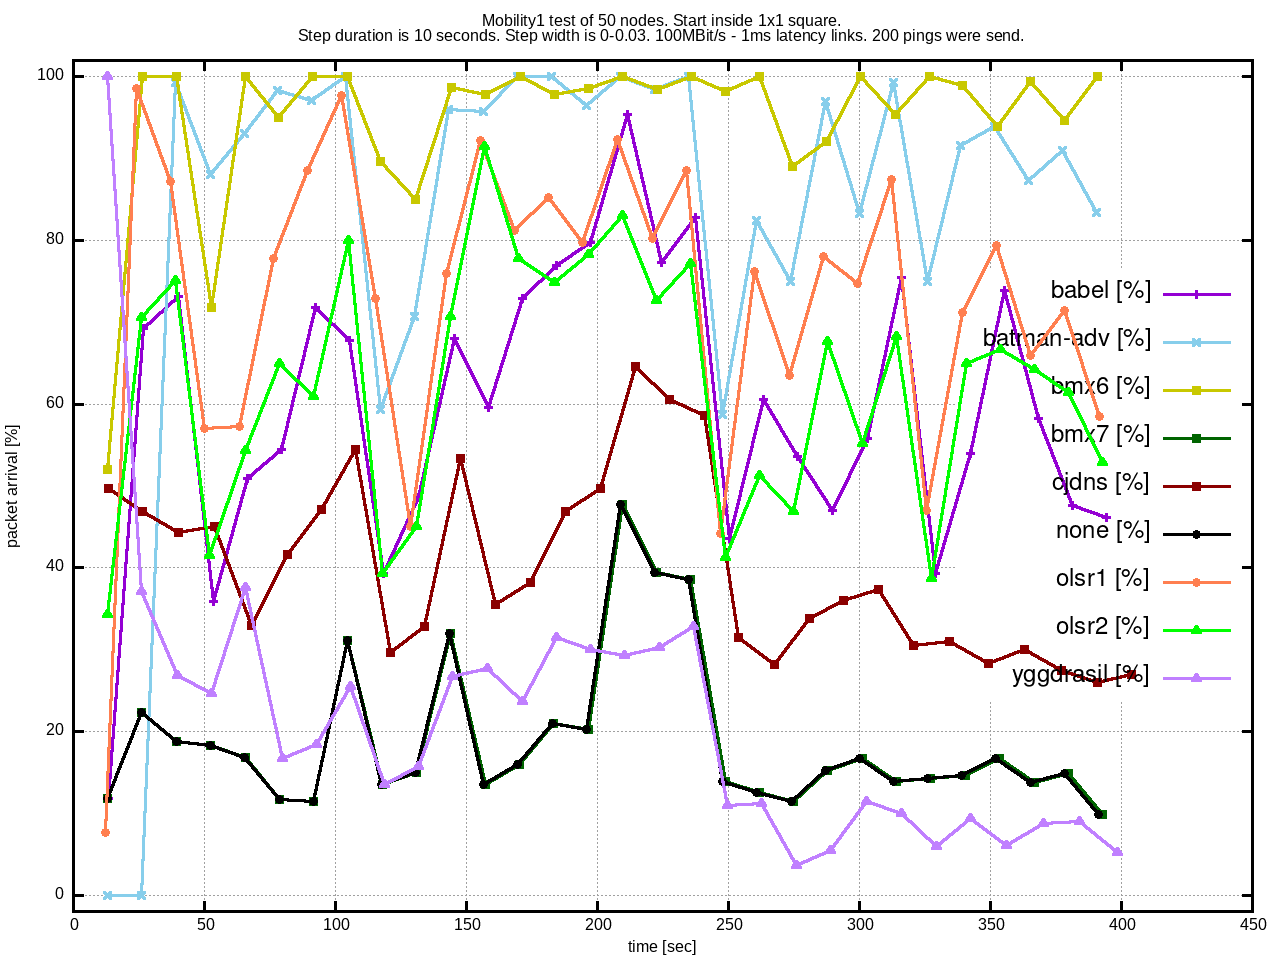 Mobility1 test of 50 nodes. Start inside 1x1 square.
Step duration is 10 seconds. Step width is 0-0.03. 100MBit/s - 1ms latency links. 200 pings were send.
100
80
60
40
20
0
packet arrival [%]
babel [%]
batman-adv [%]
bmx6 [%]
bmx7 [%]
cjdns [%]
none [%]
olsr1 [%]
olsr2 [%]
yggdrasil [%]
0 50 100 150 200 250 300 350 400 450
time [sec]